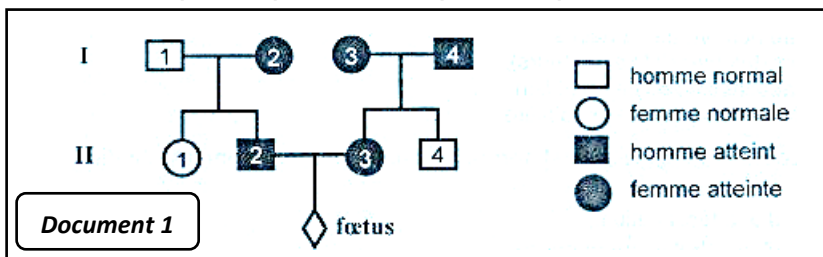 I 1 2 3 4
homme normal
femme normale
II 1 2 3 4
homme atteint
femme atteinte
Document 1
fœtus